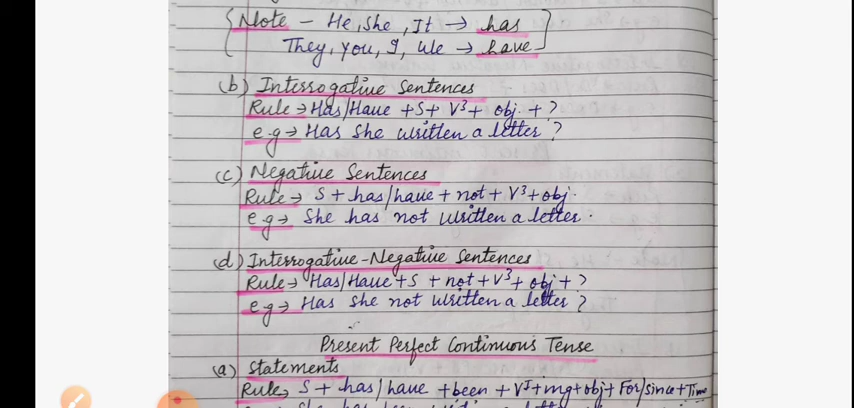 Note - He, She, It → has
They, You, I, We → have
(b) Interrogative Sentences
Rule → Has/Have + S + V³ + obj. + ?
e.g → Has She written a letter ?
(c) Negative Sentences
Rule → S + has/have + not + V³ + obj.
e.g → She has not written a letter.
(d) Interrogative-Negative Sentences
Rule → Has/Have + S + not + V³ + obj + ?
e.g → Has She not written a letter ?
Present Perfect Continuous Tense
(a) Statements
Rule → S + has/have + been + V¹ + ing + obj + For/since + Time